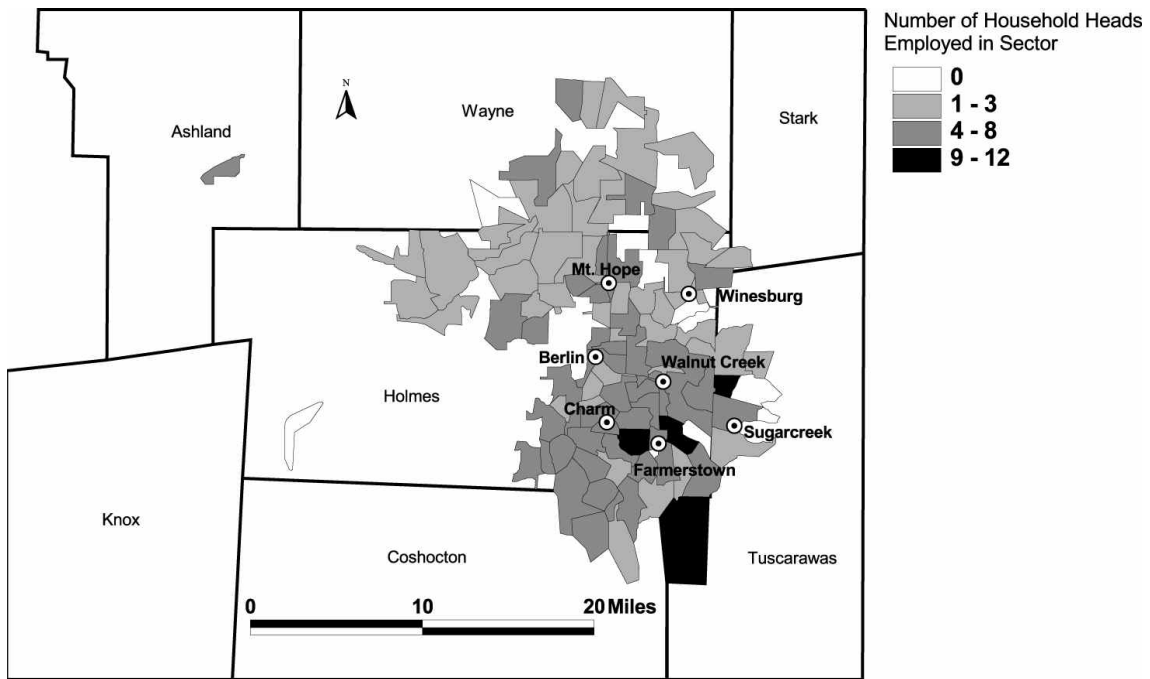 Number of Household Heads
Employed in Sector
0
1 - 3
4 - 8
9 - 12
N
Wayne
Stark
Ashland
Mt. Hope
Winesburg
Berlin
Walnut Creek
Holmes
Charm
Sugarcreek
Farmerstown
Knox
Coshocton
Tuscarawas
0 10 20 Miles